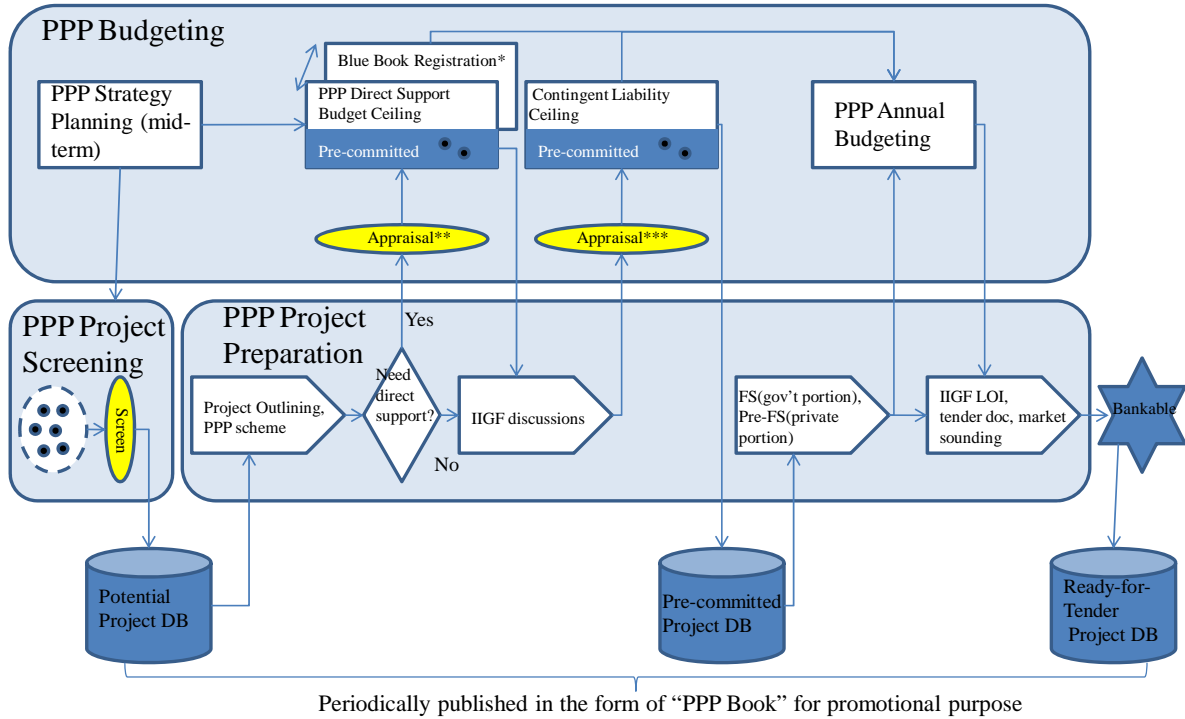 PPP Budgeting
PPP Strategy
Planning (mid-
term)
Blue Book Registration*
PPP Direct Support
Budget Ceiling
Pre-committed
Contingent Liability
Ceiling
Pre-committed
PPP Annual
Budgeting
Appraisal**
Appraisal***
PPP Project
Screening
Screen
PPP Project
Preparation
Yes
Project Outlining,
PPP scheme
Need
direct
support?
No
IIGF discussions
FS(gov’t portion),
Pre-FS(private
portion)
IIGF LOI,
tender doc, market
sounding
Bankable
Potential
Project DB
Pre-committed
Project DB
Ready-for-
Tender
Project DB
Periodically published in the form of “PPP Book” for promotional purpose